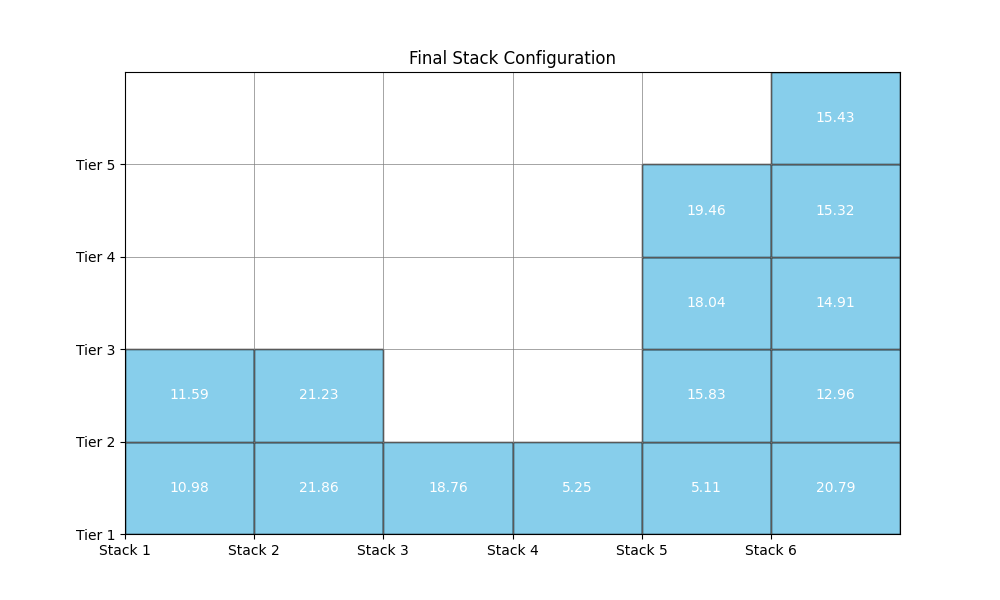 Final Stack Configuration
15.43
Tier 5
19.46 15.32
Tier 4
18.04 14.91
Tier 3
11.59 21.23 15.83 12.96
Tier 2
10.98 21.86 18.76 5.25 5.11 20.79
Tier 1
Stack 1 Stack 2 Stack 3 Stack 4 Stack 5 Stack 6